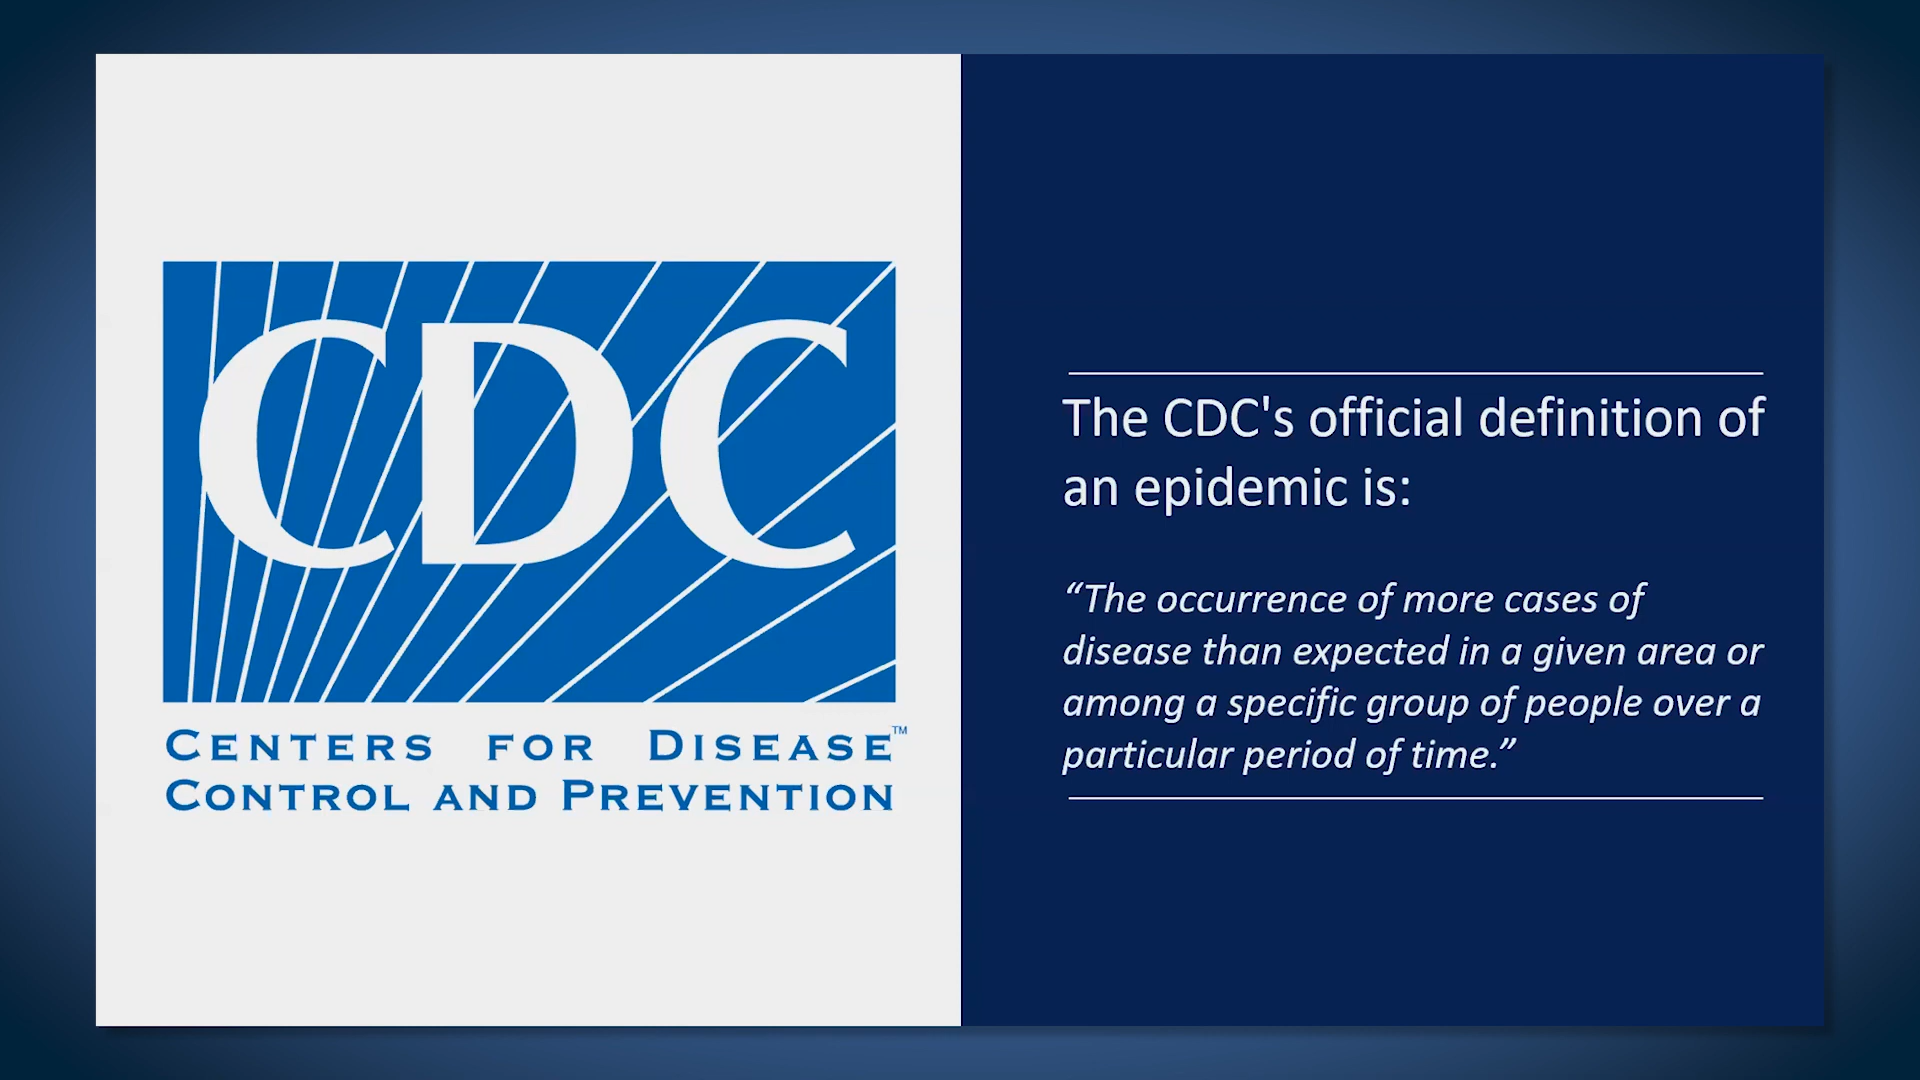 CDC
CENTERS FOR DISEASE™
CONTROL AND PREVENTION
The CDC's official definition of
an epidemic is:
“The occurrence of more cases of
disease than expected in a given area or
among a specific group of people over a
particular period of time.”